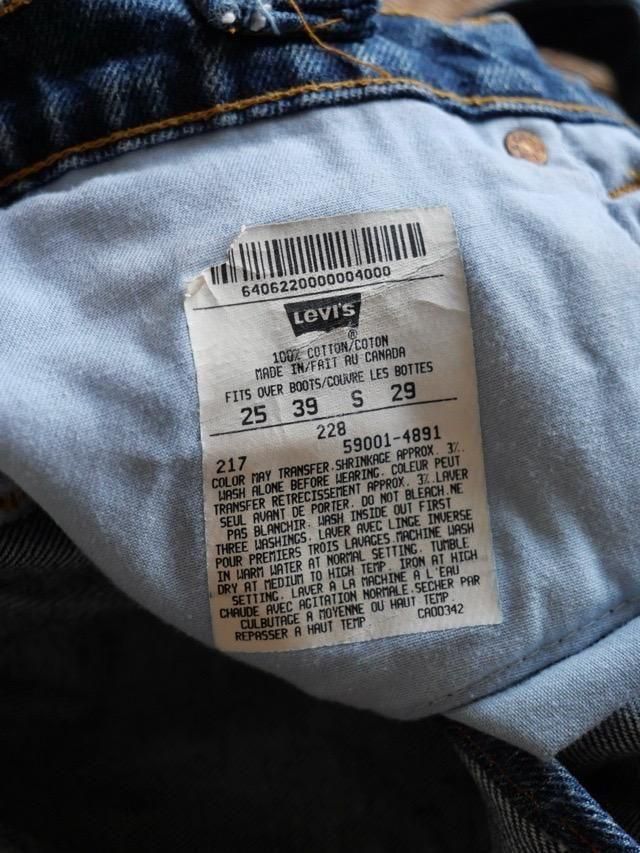 6406220000004000
Levi's
®
100% COTTON/COTON
MADE IN/FAIT AU CANADA
FITS OVER BOOTS/COUVRE LES BOTTES
25 39 S 29
228
217 59001-4891
COLOR MAY TRANSFER.SHRINKAGE APPROX. 3%.
WASH ALONE BEFORE WEARING. COLEUR PEUT
TRANSFER RETRECISSEMENT APPROX. 3%.LAVER
SEUL AVANT DE PORTER. DO NOT BLEACH.NE
PAS BLANCHIR. WASH INSIDE OUT FIRST
THREE WASHINGS. LAVER AVEC LINGE INVERSE
POUR PREMIERS TROIS LAVAGES.MACHINE WASH
IN WARM WATER AT NORMAL SETTING. TUMBLE
DRY AT MEDIUM TO HIGH TEMP. IRON AT HIGH
SETTING. LAVER A LA MACHINE A L'EAU
CHAUDE AVEC AGITATION NORMALE.SECHER PAR
CULBUTAGE A MOYENNE OU HAUT TEMP
REPASSER A HAUT TEMP CA00342